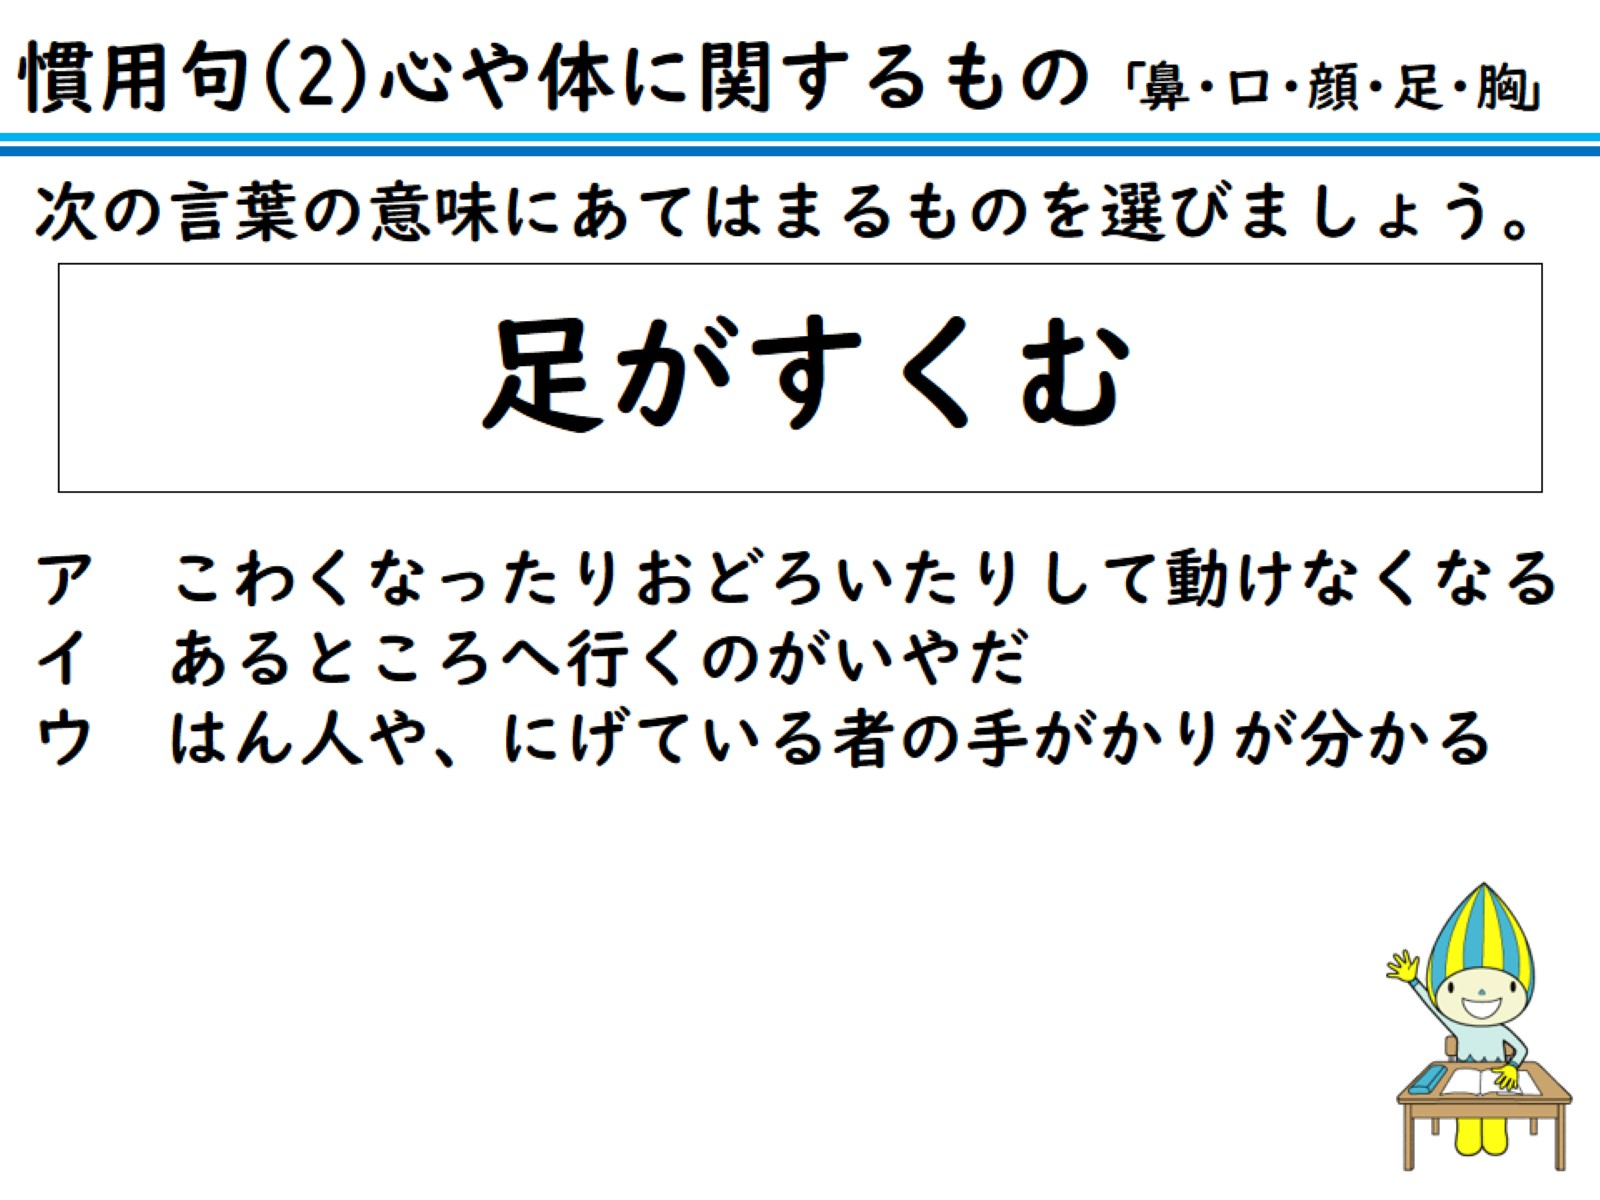 慣用句(2)心や体に関するもの「鼻・口・顔・足・胸」
次の言葉の意味にあてはまるものを選びましょう。
足がすくむ
ア　こわくなったりおどろいたりして動けなくなる
イ　あるところへ行くのがいやだ
ウ　はん人や、にげている者の手がかりが分かる